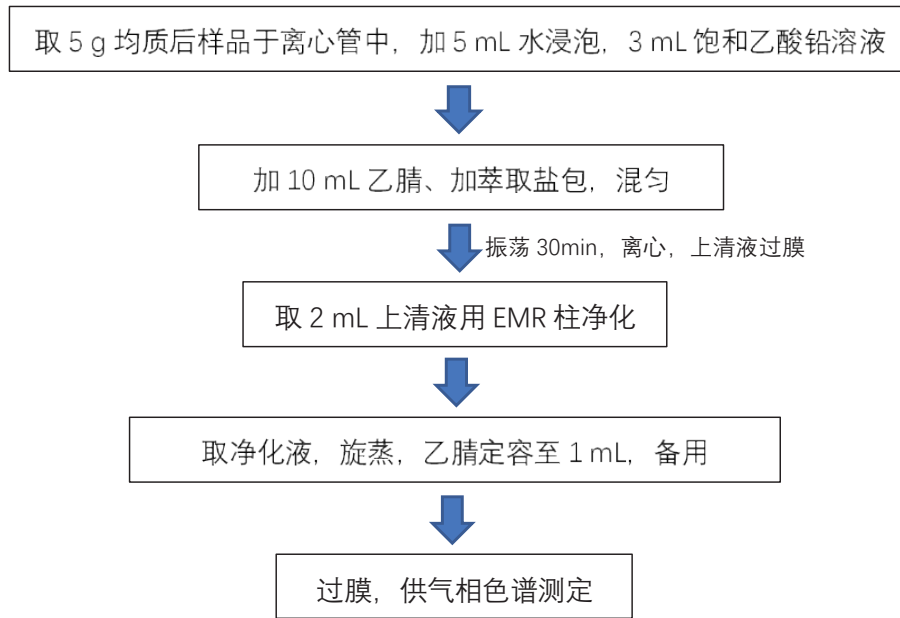 取 5 g 均质后样品于离心管中，加 5 mL 水浸泡，3 mL 饱和乙酸铅溶液
加 10 mL 乙腈、加萃取盐包，混匀
振荡 30min，离心，上清液过膜
取 2 mL 上清液用 EMR 柱净化
取净化液，旋蒸，乙腈定容至 1 mL，备用
过膜，供气相色谱测定